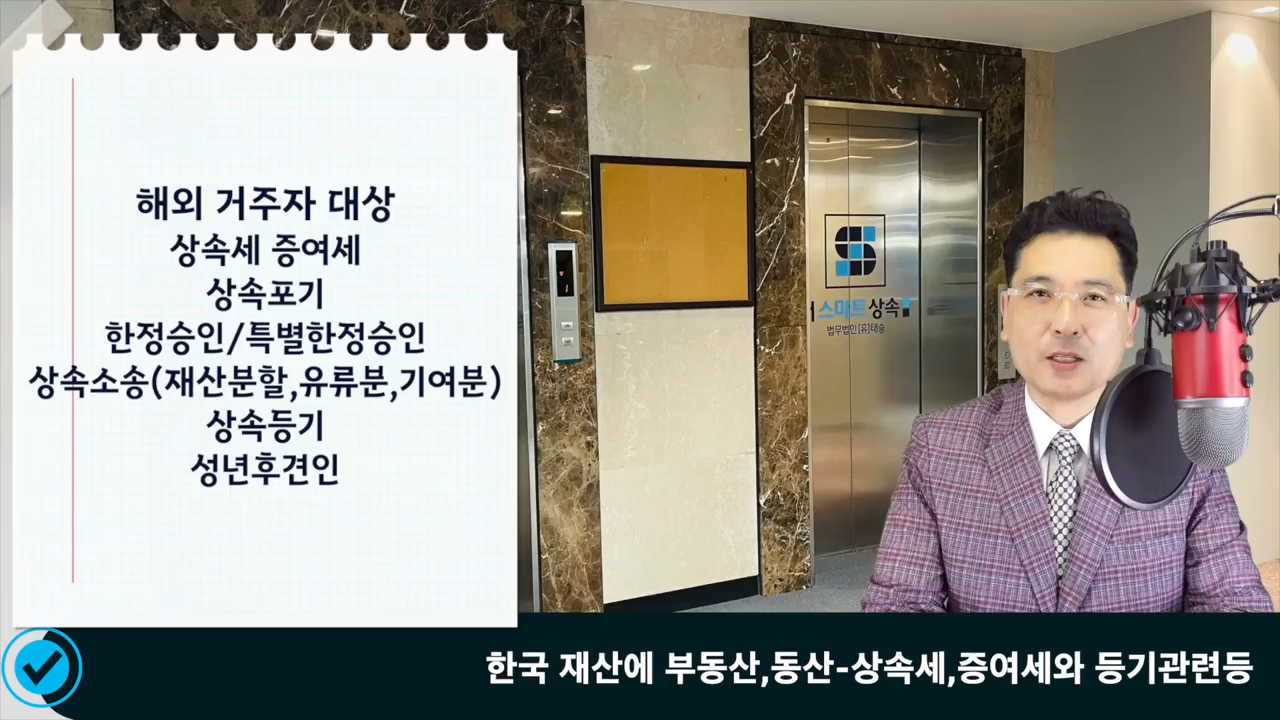 해외 거주자 대상
상속세 증여세
상속포기
한정승인/특별한정승인
상속소송(재산분할,유류분,기여분)
상속등기
성년후견인
스마트상속
법무법인(유)태승
한국 재산에 부동산,동산-상속세,증여세와 등기관련등